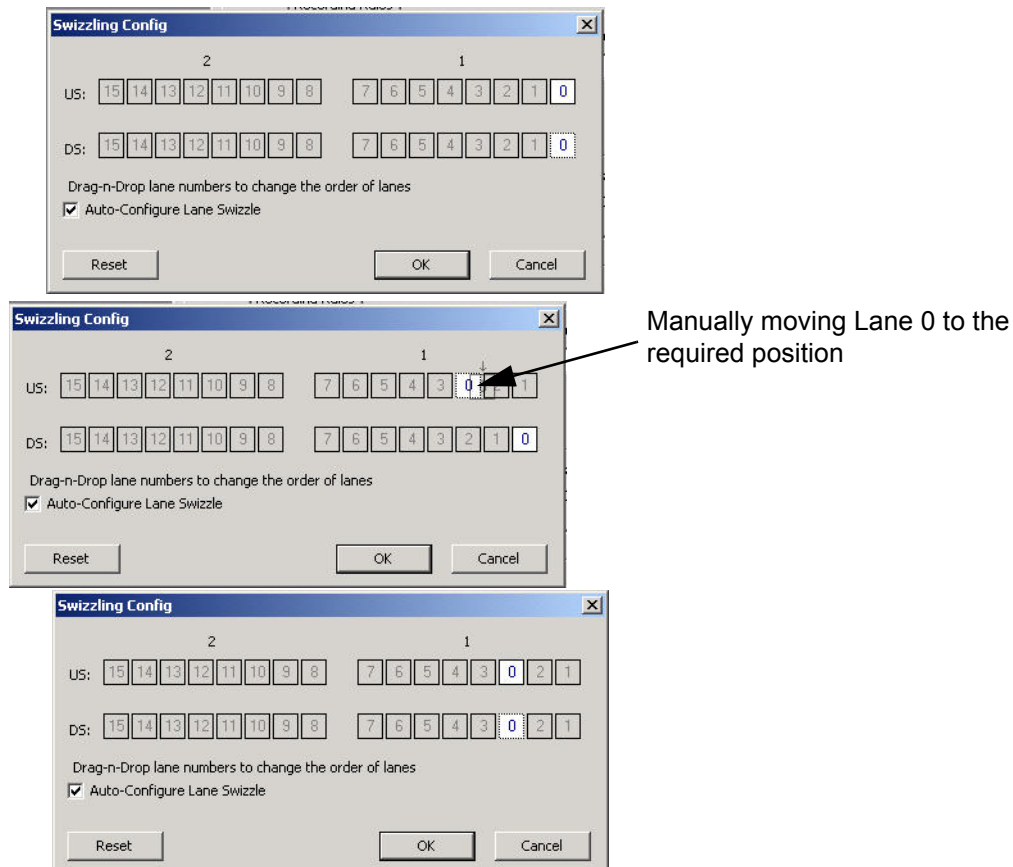 Swizzling Config
2 1
US: 15 14 13 12 11 10 9 8 7 6 5 4 3 2 1 0
DS: 15 14 13 12 11 10 9 8 7 6 5 4 3 2 1 0
Drag-n-Drop lane numbers to change the order of lanes
Auto-Configure Lane Swizzle
Reset OK Cancel
Swizzling Config
2 1
US: 15 14 13 12 11 10 9 8 7 6 5 4 3 0 2 1
DS: 15 14 13 12 11 10 9 8 7 6 5 4 3 2 1 0
Drag-n-Drop lane numbers to change the order of lanes
Auto-Configure Lane Swizzle
Reset OK Cancel
Manually moving Lane 0 to the
required position
Swizzling Config
2 1
US: 15 14 13 12 11 10 9 8 7 6 5 4 3 0 2 1
DS: 15 14 13 12 11 10 9 8 7 6 5 4 3 0 2 1
Drag-n-Drop lane numbers to change the order of lanes
Auto-Configure Lane Swizzle
Reset OK Cancel